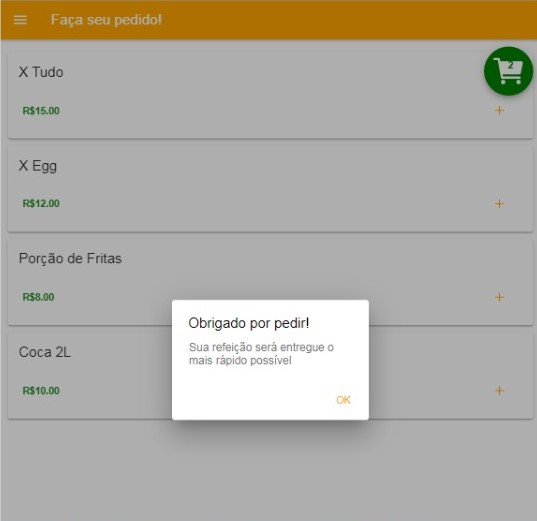 Faça seu pedido!
2
X Tudo
R$15.00
+
X Egg
R$12.00
+
Porção de Fritas
R$8.00
+
Obrigado por pedir!
Sua refeição será entregue o
mais rápido possível
OK
Coca 2L
R$10.00
+